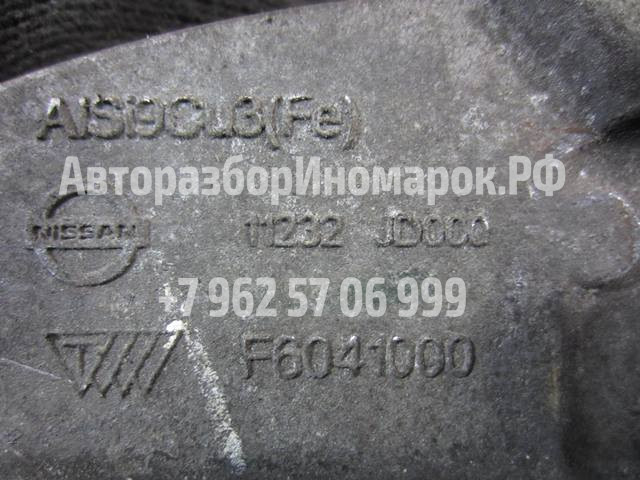 AlSi9Cu3(Fe)
АвторазборИномарок.РФ
NISSAN 11232 JD000
+7 962 57 06 999
F6041000